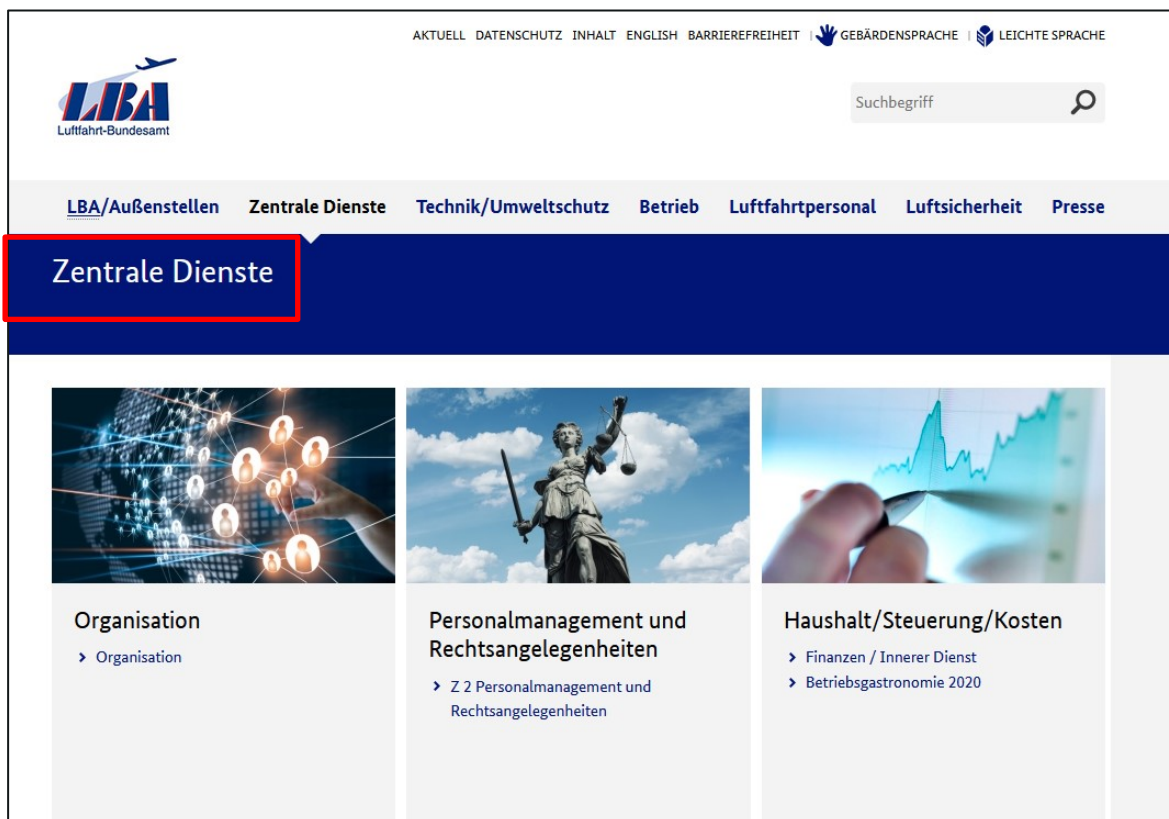 AKTUELL DATENSCHUTZ INHALT ENGLISH BARRIEREFREIHEIT | GEBÄRDENSPRACHE | LEICHTE SPRACHE
LBA
Luftfahrt-Bundesamt
Suchbegriff
LBA/Außenstellen Zentrale Dienste Technik/Umweltschutz Betrieb Luftfahrtpersonal Luftsicherheit Presse
Zentrale Dienste
Organisation
> Organisation
Personalmanagement und
Rechtsangelegenheiten
> Z 2 Personalmanagement und
Rechtsangelegenheiten
Haushalt/Steuerung/Kosten
> Finanzen / Innerer Dienst
> Betriebsgastronomie 2020